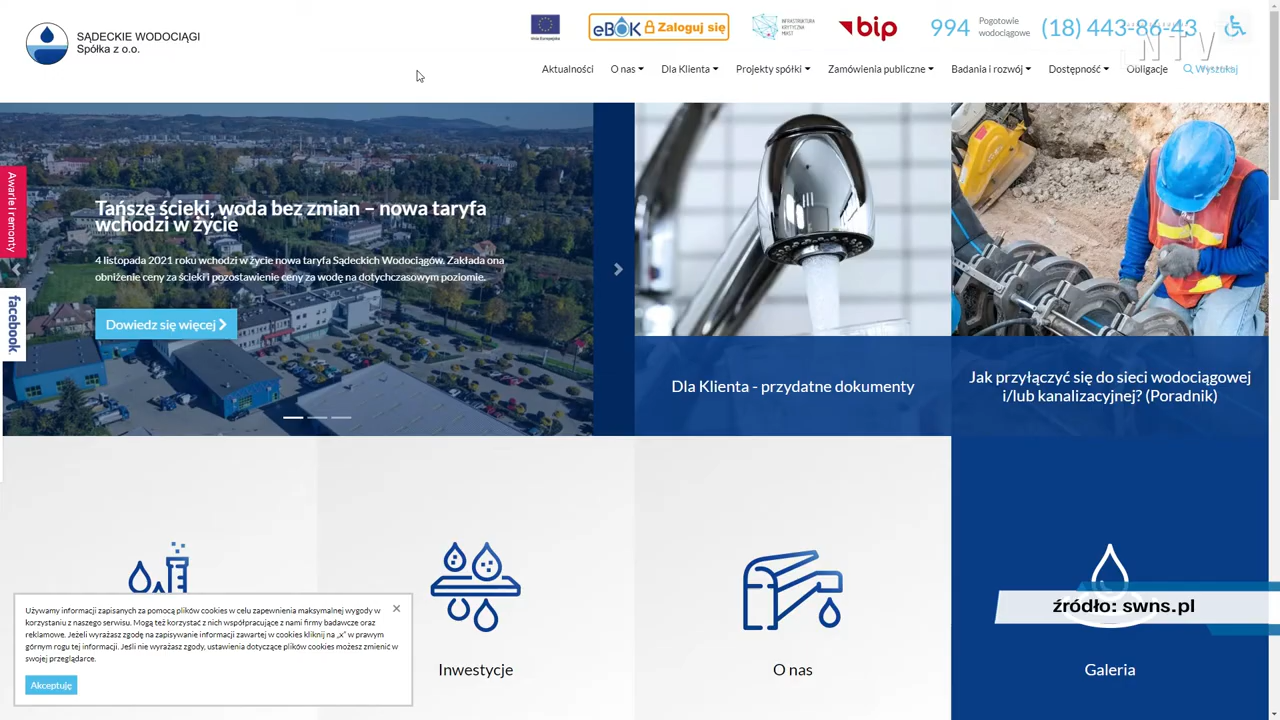 SĄDECKIE WODOCIĄGI
Spółka z o.o.
Unia Europejska
eBOK Zaloguj się
INFRASTRUKTURA
KRYTYCZNA
MIAST
bip
994
Pogotowie
wodociągowe
(18) 443-86-43
NTV
Aktualności
O nas
Dla Klienta
Projekty spółki
Zamówienia publiczne
Badania i rozwój
Dostępność
Obligacje
Wyszukaj
Awarie i remonty
facebook.
Tańsze ścieki, woda bez zmian – nowa taryfa
wchodzi w życie
4 listopada 2021 roku wchodzi w życie nowa taryfa Sądeckich Wodociągów. Zakłada ona
obniżenie ceny za ścieki i pozostawienie ceny za wodę na dotychczasowym poziomie.
Dowiedz się więcej
Dla Klienta - przydatne dokumenty
Jak przyłączyć się do sieci wodociągowej
i/lub kanalizacyjnej? (Poradnik)
Używamy informacji zapisanych za pomocą plików cookies w celu zapewnienia maksymalnej wygody w
korzystaniu z naszego serwisu. Mogą też korzystać z nich współpracujące z nami firmy badawcze oraz
reklamowe. Jeżeli wyrażasz zgodę na zapisywanie informacji zawartej w cookies kliknij na „x” w prawym
górnym rogu tej informacji. Jeśli nie wyrażasz zgody, ustawienia dotyczące plików cookies możesz zmienić w
swojej przeglądarce.
Akceptuję
Inwestycje
O nas
Galeria
źródło: swns.pl